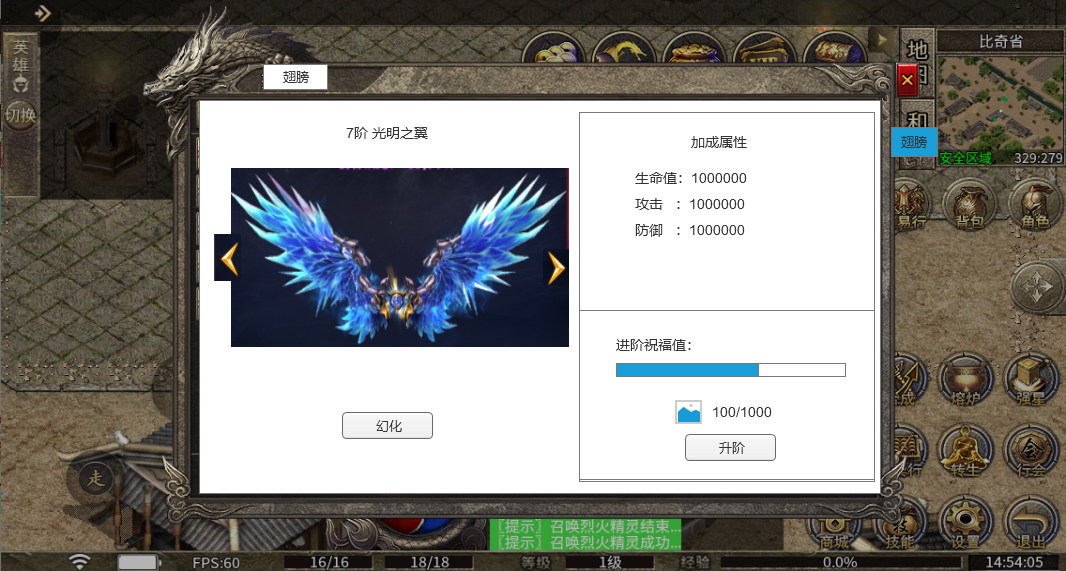 英
雄
切换
翅膀
地
图
和
比奇省
安全区域 329:279
翅膀
7阶 光明之翼
幻化
加成属性
生命值： 1000000
攻击 ： 1000000
防御 ： 1000000
进阶祝福值：
100/1000
升阶
易行
背包
角色
成
熔炉
强星
行
转生
行会
走
商城
技能
设置
退出
[提示] 召唤烈火精灵结束...
[提示] 召唤烈火精灵成功...
FPS:60
16/16
18/18
等级
1级
经验
0.0%
14:54:05